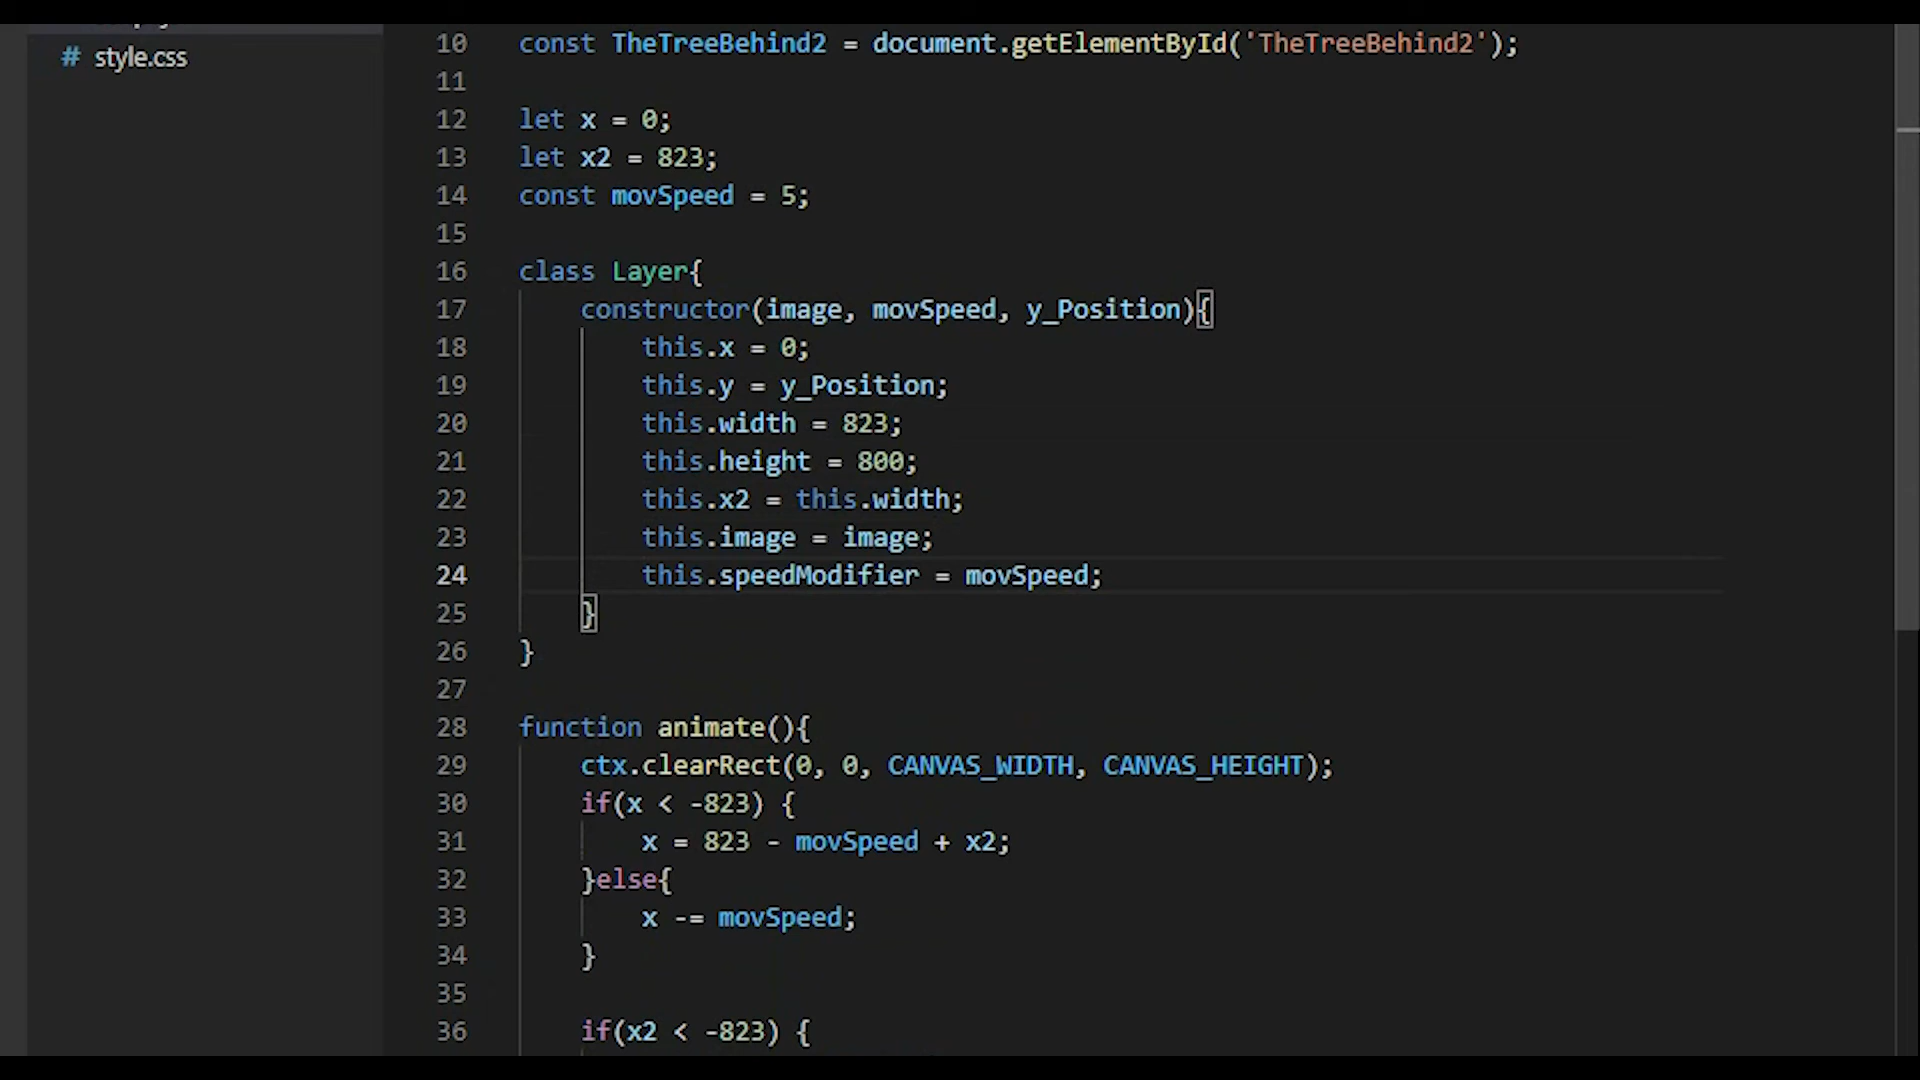 # style.css
10 const TheTreeBehind2 = document.getElementById('TheTreeBehind2');
11
12 let x = 0;
13 let x2 = 823;
14 const movSpeed = 5;
15
16 class Layer{
17 constructor(image, movSpeed, y_Position){
18 this.x = 0;
19 this.y = y_Position;
20 this.width = 823;
21 this.height = 800;
22 this.x2 = this.width;
23 this.image = image;
24 this.speedModifier = movSpeed;
25 }
26 }
27
28 function animate(){
29 ctx.clearRect(0, 0, CANVAS_WIDTH, CANVAS_HEIGHT);
30 if(x < -823) {
31 x = 823 - movSpeed + x2;
32 }else{
33 x -= movSpeed;
34 }
35
36 if(x2 < -823) {